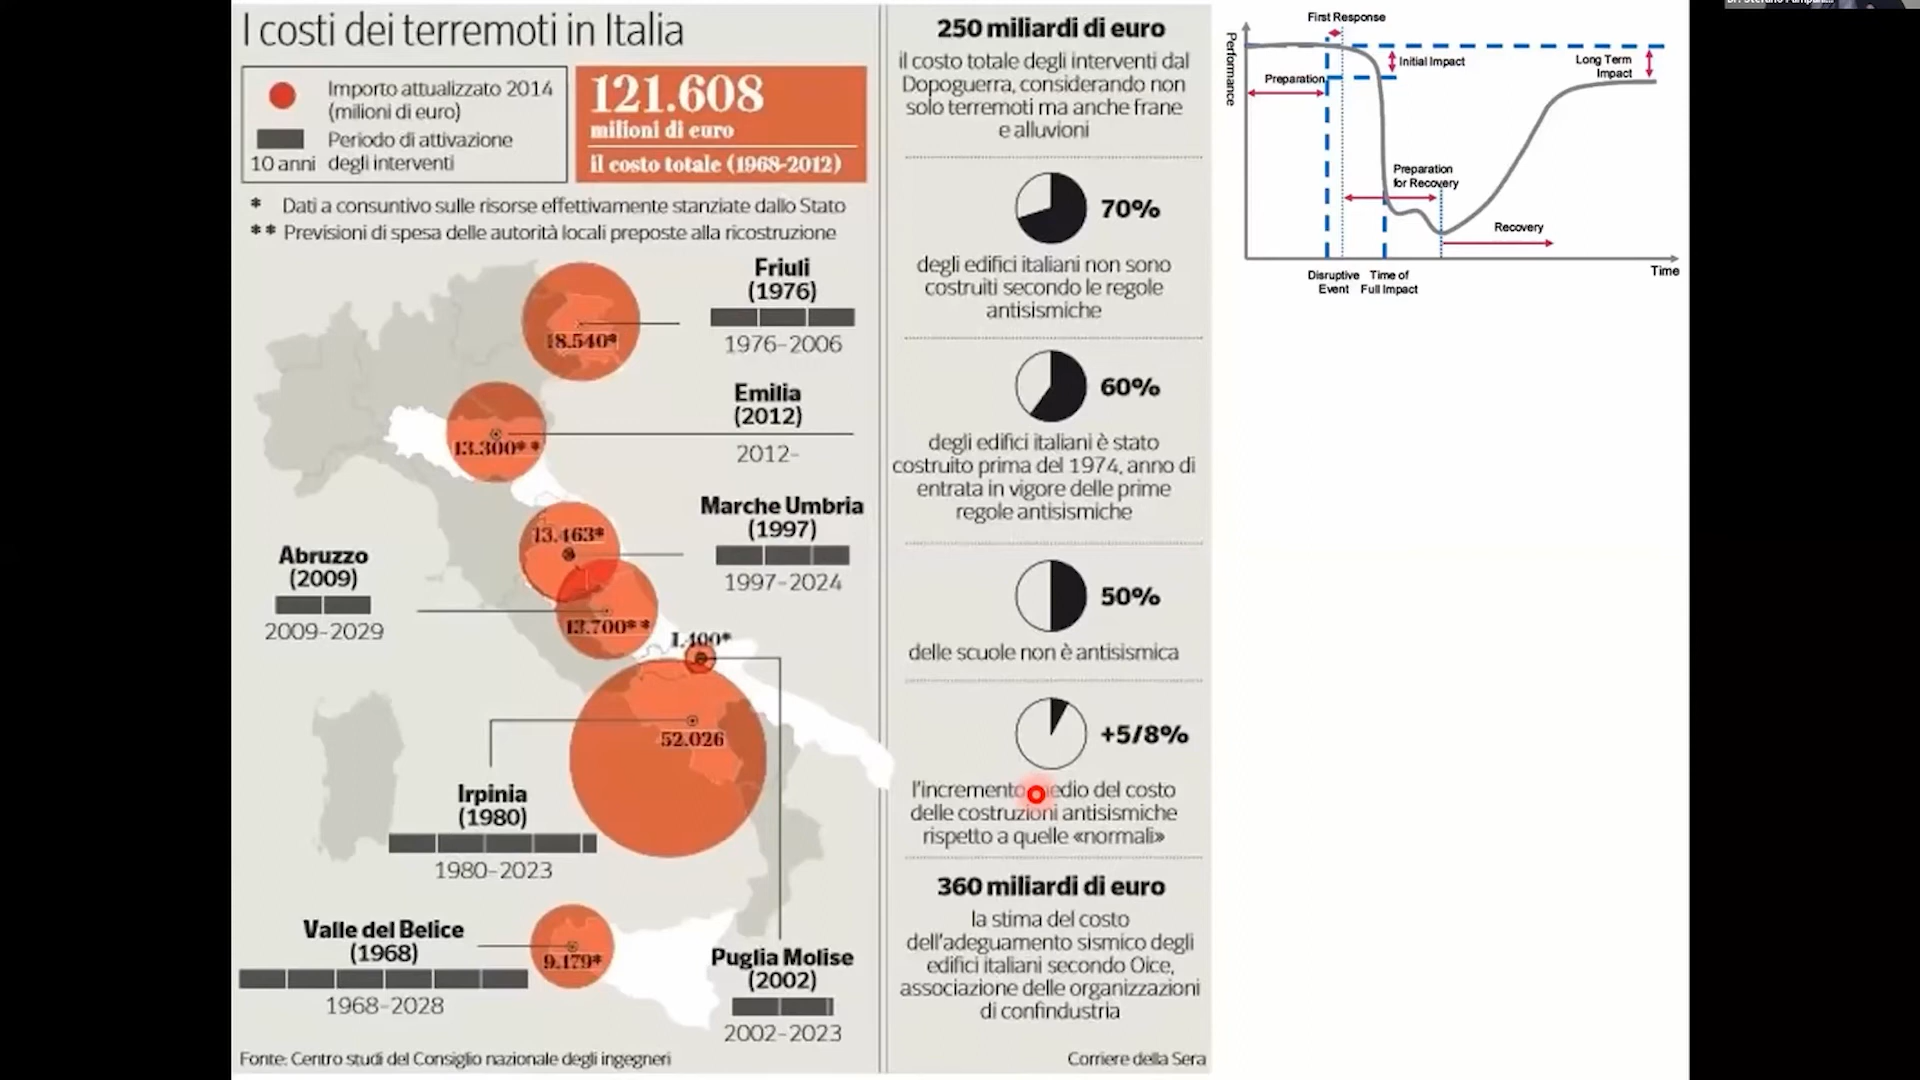 I costi dei terremoti in Italia
Importo attualizzato 2014
(milioni di euro)
Periodo di attivazione
10 anni degli interventi
121.608
milioni di euro
il costo totale (1968-2012)
* Dati a consuntivo sulle risorse effettivamente stanziate dallo Stato
** Previsioni di spesa delle autorità locali preposte alla ricostruzione
Friuli
(1976)
1976-2006
18.540*
Emilia
(2012)
2012-
13.300**
Marche Umbria
(1997)
1997-2024
13.463*
Abruzzo
(2009)
2009-2029
13.700**
1.400*
52.026
Irpinia
(1980)
1980-2023
Valle del Belice
(1968)
1968-2028
9.179*
Puglia Molise
(2002)
2002-2023
Fonte: Centro studi del Consiglio nazionale degli ingegneri
250 miliardi di euro
il costo totale degli interventi dal
Dopoguerra, considerando non
solo terremoti ma anche frane
e alluvioni
70%
degli edifici italiani non sono
costruiti secondo le regole
antisismiche
60%
degli edifici italiani è stato
costruito prima del 1974, anno di
entrata in vigore delle prime
regole antisismiche
50%
delle scuole non è antisismica
+5/8%
l'incremento medio del costo
delle costruzioni antisismiche
rispetto a quelle «normali»
360 miliardi di euro
la stima del costo
dell'adeguamento sismico degli
edifici italiani secondo Oice,
associazione delle organizzazioni
di confindustria
Corriere della Sera
First Response
Performance
Initial Impact
Long Term
Impact
Preparation
Preparation
for Recovery
Recovery
Time
Disruptive
Event
Time of
Full Impact